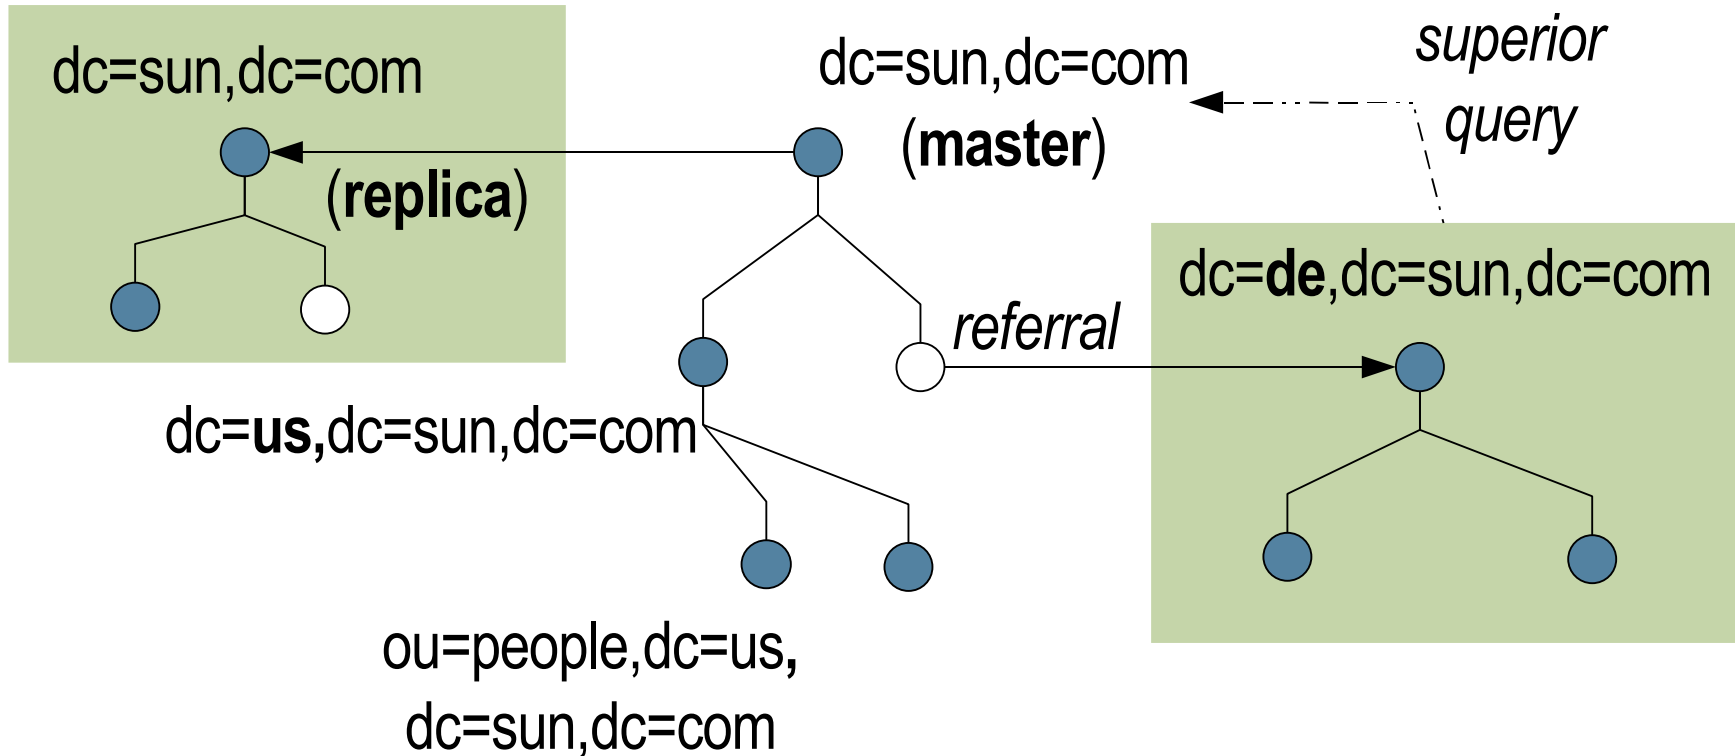 dc=sun,dc=com
(replica)
dc=sun,dc=com
(master)
superior
query
dc=us,dc=sun,dc=com
referral
dc=de,dc=sun,dc=com
ou=people,dc=us,
dc=sun,dc=com